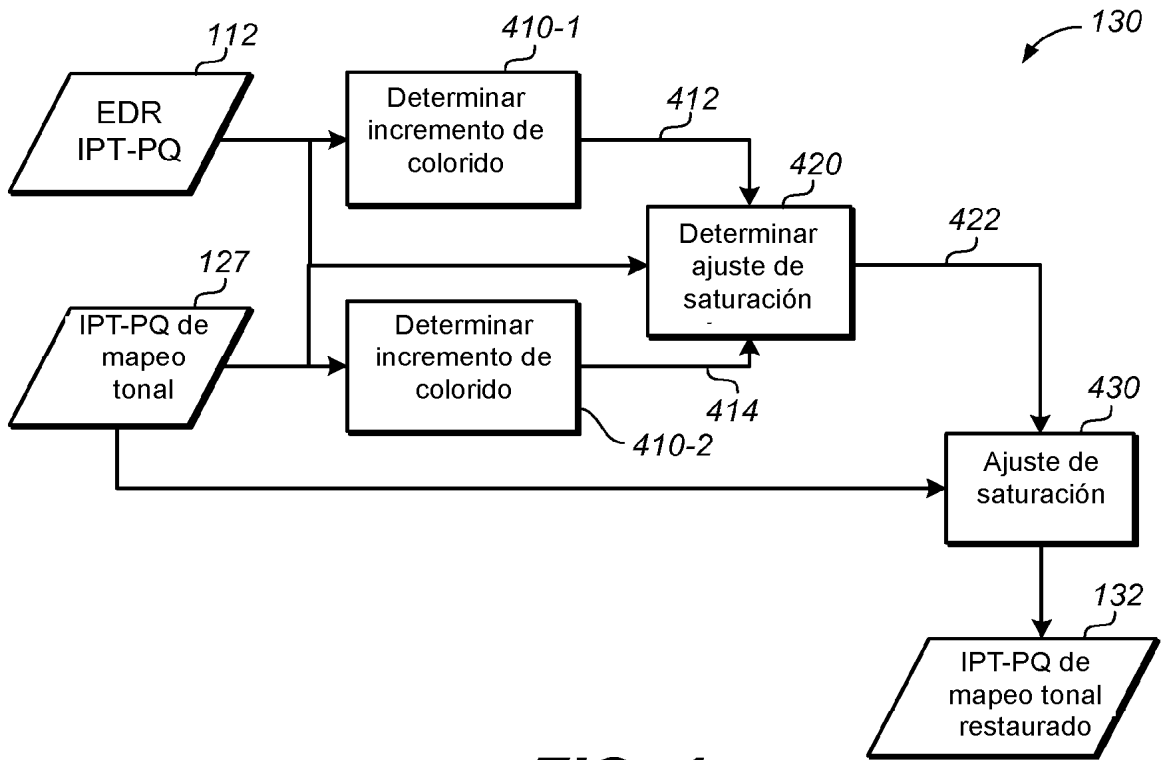 130
112
EDR
IPT-PQ
410-1
Determinar
incremento de
colorido
412
420
Determinar
ajuste de
saturación
422
127
IPT-PQ de
mapeo
tonal
Determinar
incremento de
colorido
414
410-2
430
Ajuste de
saturación
132
IPT-PQ de
mapeo tonal
restaurado